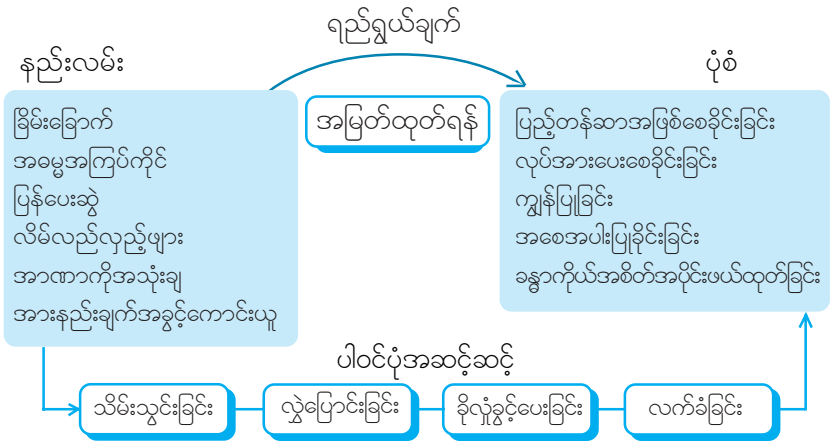 ရည်ရွယ်ချက်
နည်းလမ်း
ပုံစံ
ခြိမ်းခြောက်
အဓမ္မအကြပ်ကိုင်
ပြန်ပေးဆွဲ
လိမ်လည်လှည့်ဖျား
အာဏာကိုအသုံးချ
အားနည်းချက်အခွင့်ကောင်းယူ
အမြတ်ထုတ်ရန်
ပြည့်တန်ဆာအဖြစ်စေခိုင်းခြင်း
လုပ်အားပေးစေခိုင်းခြင်း
ကျွန်ပြုခြင်း
အစေအပါးပြုခိုင်းခြင်း
ခန္ဓာကိုယ်အစိတ်အပိုင်းဖယ်ထုတ်ခြင်း
ပါဝင်ပုံအဆင့်ဆင့်
သိမ်းသွင်းခြင်း
လွှဲပြောင်းခြင်း
ခိုလှုံခွင့်ပေးခြင်း
လက်ခံခြင်း